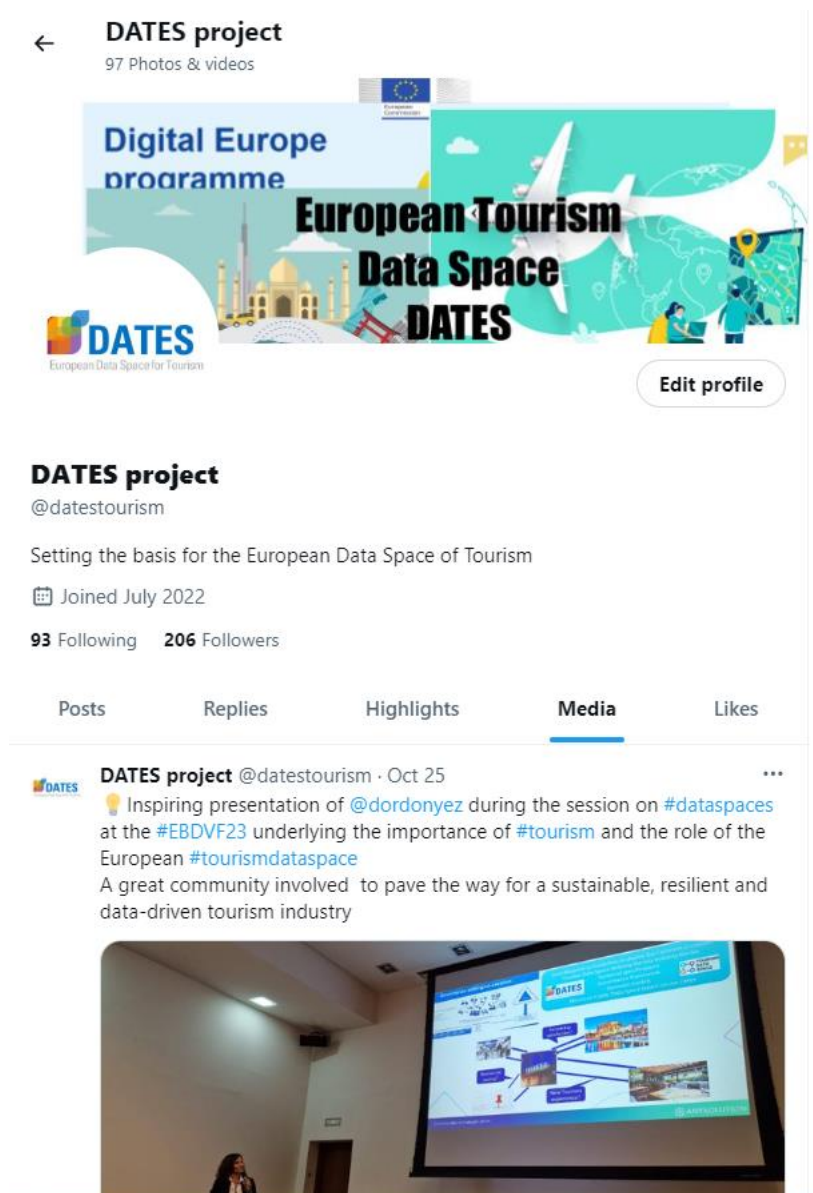 DATES project
97 Photos & videos
European
Commission
Digital Europe
programme
European Tourism
Data Space
DATES
DATES
European Data Space for Tourism
Edit profile
DATES project
@datestourism
Setting the basis for the European Data Space of Tourism
Joined July 2022
93 Following 206 Followers
Posts Replies Highlights Media Likes
DATES
DATES project @datestourism · Oct 25
💡 Inspiring presentation of @dordonyez during the session on #dataspaces
at the #EBDVF23 underlying the importance of #tourism and the role of the
European #tourismdataspace
A great community involved to pave the way for a sustainable, resilient and
data-driven tourism industry
DATES